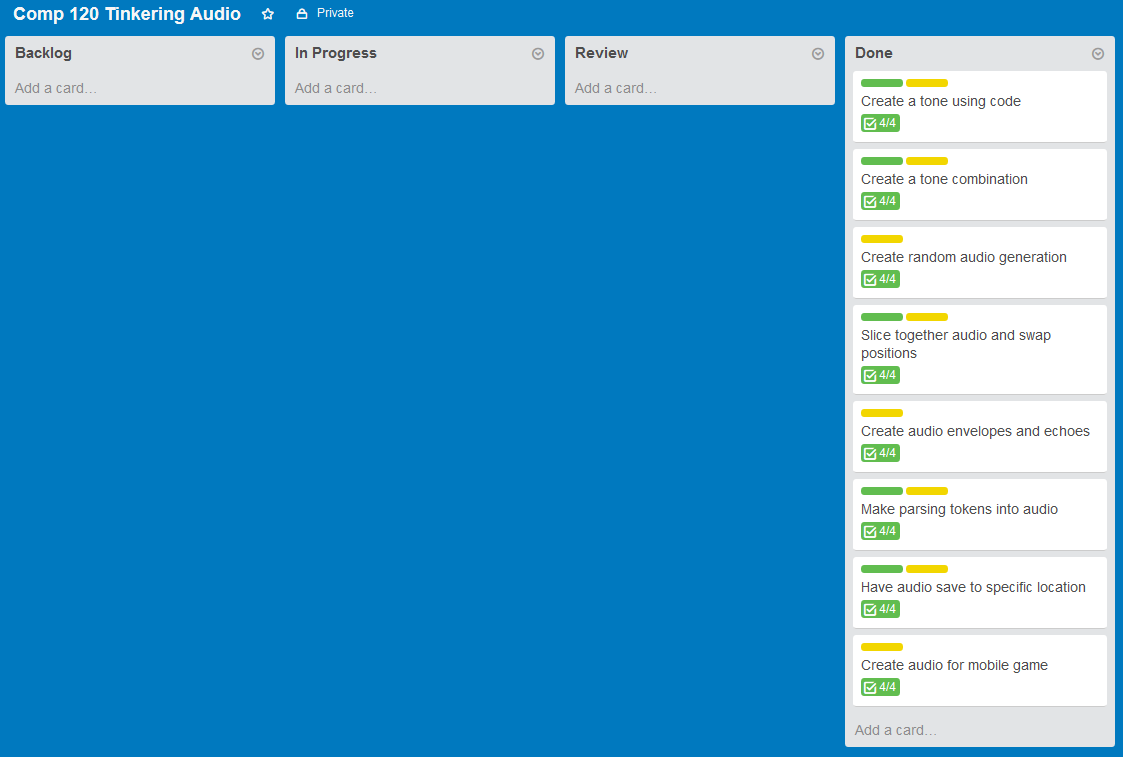 Comp 120 Tinkering Audio Private
Backlog
Add a card…
In Progress
Add a card…
Review
Add a card…
Done
Create a tone using code
4/4
Create a tone combination
4/4
Create random audio generation
4/4
Slice together audio and swap
positions
4/4
Create audio envelopes and echoes
4/4
Make parsing tokens into audio
4/4
Have audio save to specific location
4/4
Create audio for mobile game
4/4
Add a card…